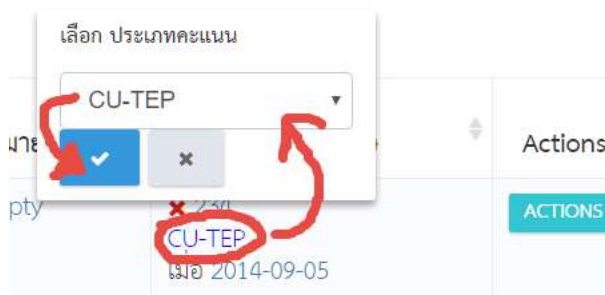 เลือก ประเภทคะแนน
CU-TEP
Actions
234
CU-TEP
เมื่อ 2014-09-05
ACTIONS